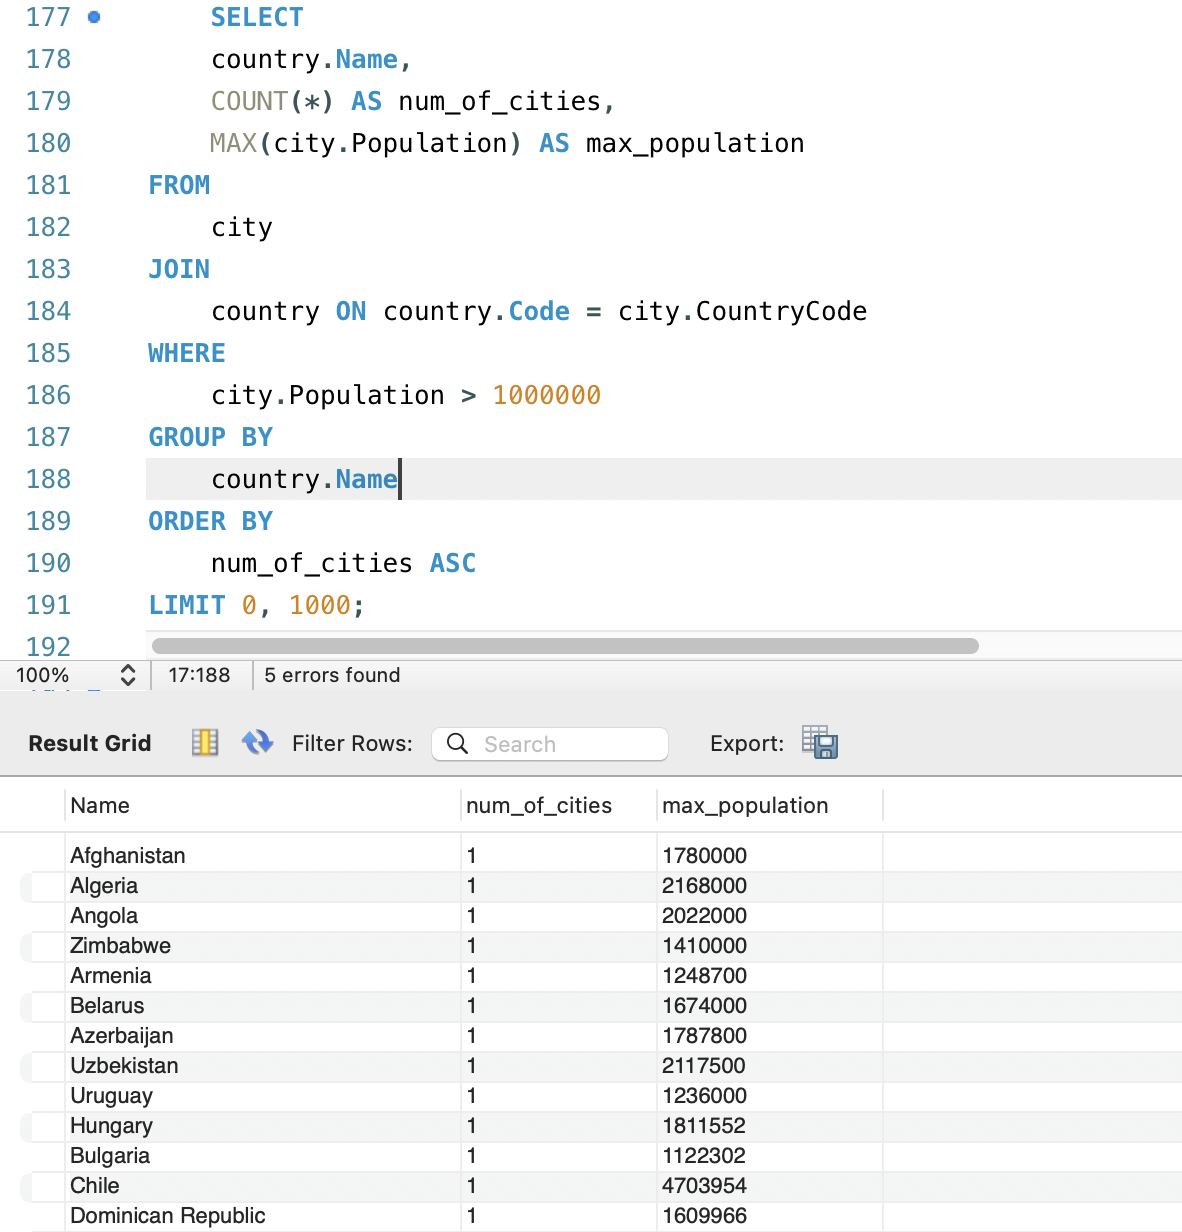 177 SELECT
178 country.Name,
179 COUNT(*) AS num_of_cities,
180 MAX(city.Population) AS max_population
181 FROM
182 city
183 JOIN
184 country ON country.Code = city.CountryCode
185 WHERE
186 city.Population > 1000000
187 GROUP BY
188 country.Name
189 ORDER BY
190 num_of_cities ASC
191 LIMIT 0, 1000;
192
100% 17:188 5 errors found
Result Grid Filter Rows: Search Export:
Name num_of_cities max_population
Afghanistan 1 1780000
Algeria 1 2168000
Angola 1 2022000
Zimbabwe 1 1410000
Armenia 1 1248700
Belarus 1 1674000
Azerbaijan 1 1787800
Uzbekistan 1 2117500
Uruguay 1 1236000
Hungary 1 1811552
Bulgaria 1 1122302
Chile 1 4703954
Dominican Republic 1 1609966